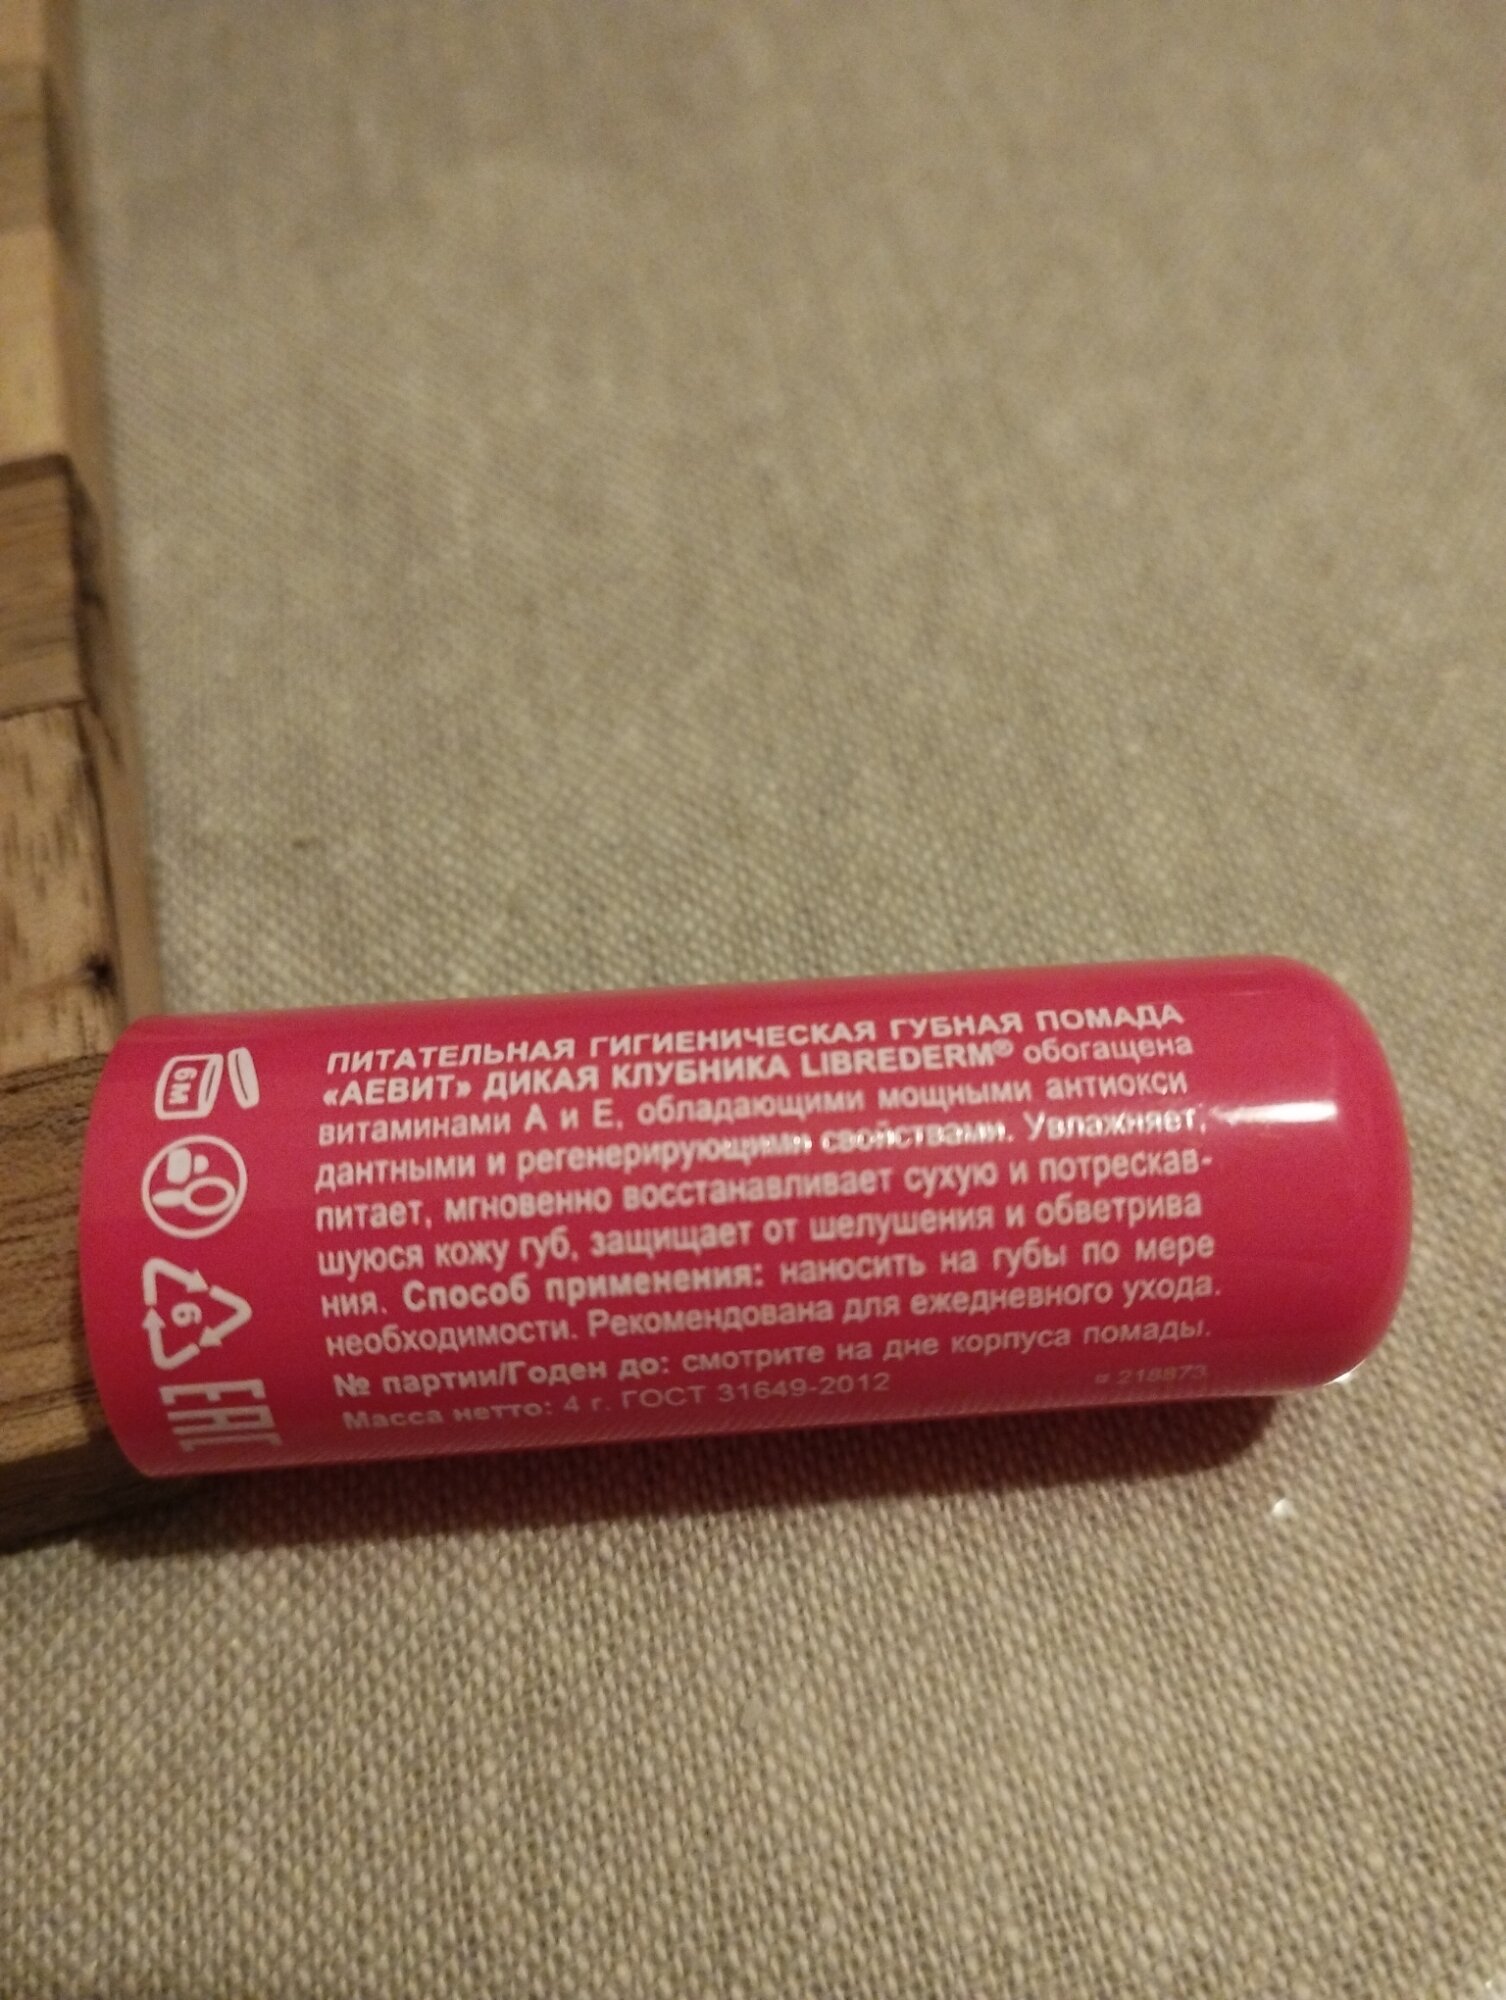 ПИТАТЕЛЬНАЯ ГИГИЕНИЧЕСКАЯ ГУБНАЯ ПОМАДА
«АЕВИТ» ДИКАЯ КЛУБНИКА LIBREDERM® обогащена
витаминами А и Е, обладающими мощными антиокси
дантными и регенерирующими свойствами. Увлажняет,
питает, мгновенно восстанавливает сухую и потрескав-
шуюся кожу губ, защищает от шелушения и обветрива
ния. Способ применения: наносить на губы по мере
необходимости. Рекомендована для ежедневного ухода.
№ партии/Годен до: смотрите на дне корпуса помады.
Масса нетто: 4 г. ГОСТ 31649-2012
218873
6М
6
EAC